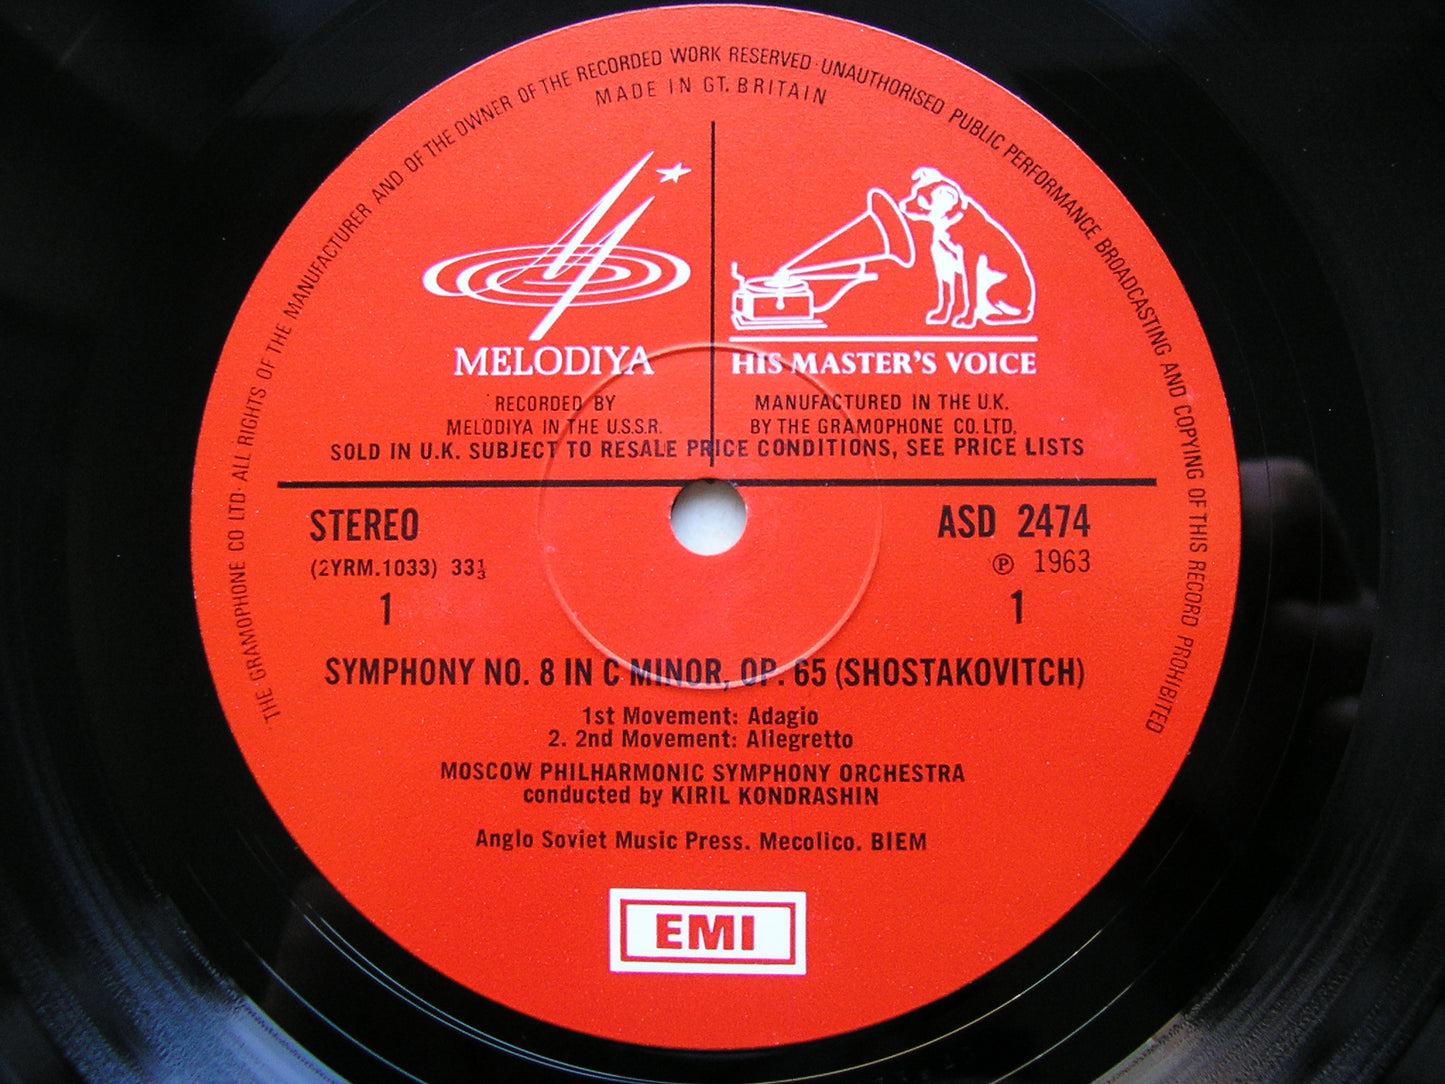 THE GRAMOPHONE CO LTD· ALL RIGHTS OF THE MANUFACTURER AND OF THE OWNER OF THE RECORDED WORK RESERVED·UNAUTHORISED PUBLIC PERFORMANCE BROADCASTING AND COPYING OF THIS RECORD PROHIBITED
MADE IN GT. BRITAIN
MELODIYA
HIS MASTER'S VOICE
RECORDED BY
MELODIYA IN THE U.S.S.R.
MANUFACTURED IN THE U.K.
BY THE GRAMOPHONE CO. LTD.
SOLD IN U.K. SUBJECT TO RESALE PRICE CONDITIONS, SEE PRICE LISTS
STEREO
ASD 2474
(2YRM.1033) 33⅓
℗ 1963
1
1
SYMPHONY NO. 8 IN C MINOR, OP. 65 (SHOSTAKOVITCH)
1st Movement: Adagio
2. 2nd Movement: Allegretto
MOSCOW PHILHARMONIC SYMPHONY ORCHESTRA
conducted by KIRIL KONDRASHIN
Anglo Soviet Music Press. Mecolico. BIEM
EMI